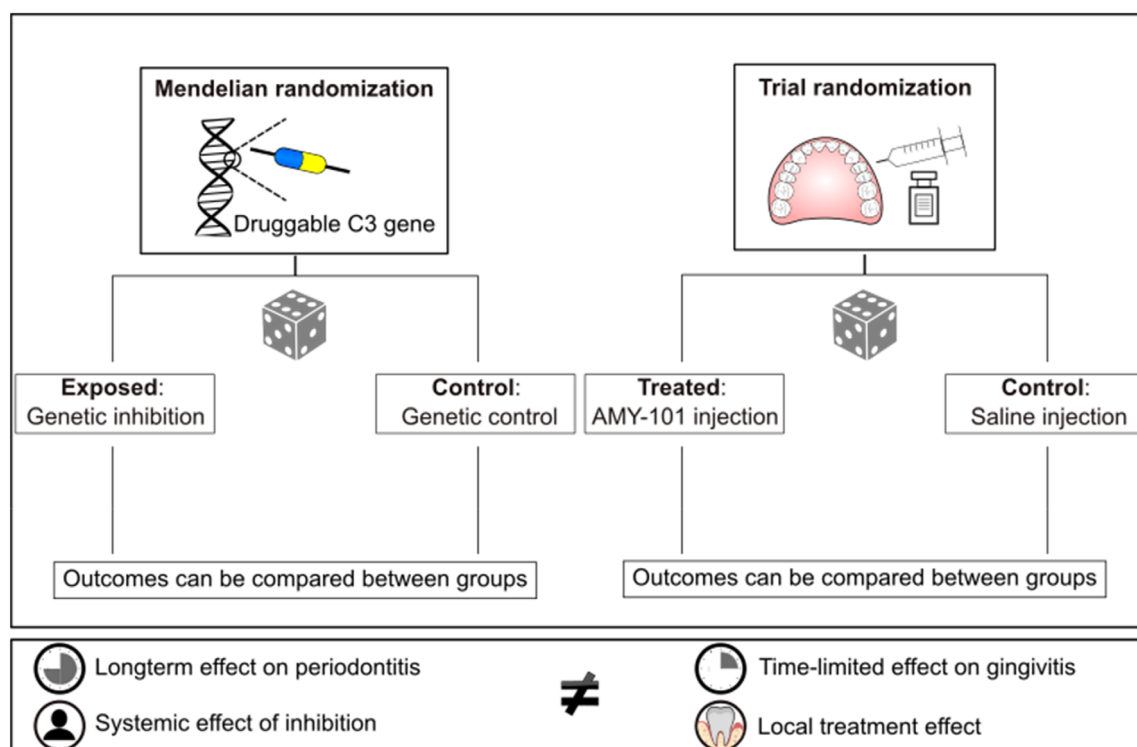 Mendelian randomization
Druggable C3 gene
Exposed:
Genetic inhibition
Control:
Genetic control
Outcomes can be compared between groups
Trial randomization
Treated:
AMY-101 injection
Control:
Saline injection
Outcomes can be compared between groups
Longterm effect on periodontitis
Systemic effect of inhibition
≠
Time-limited effect on gingivitis
Local treatment effect